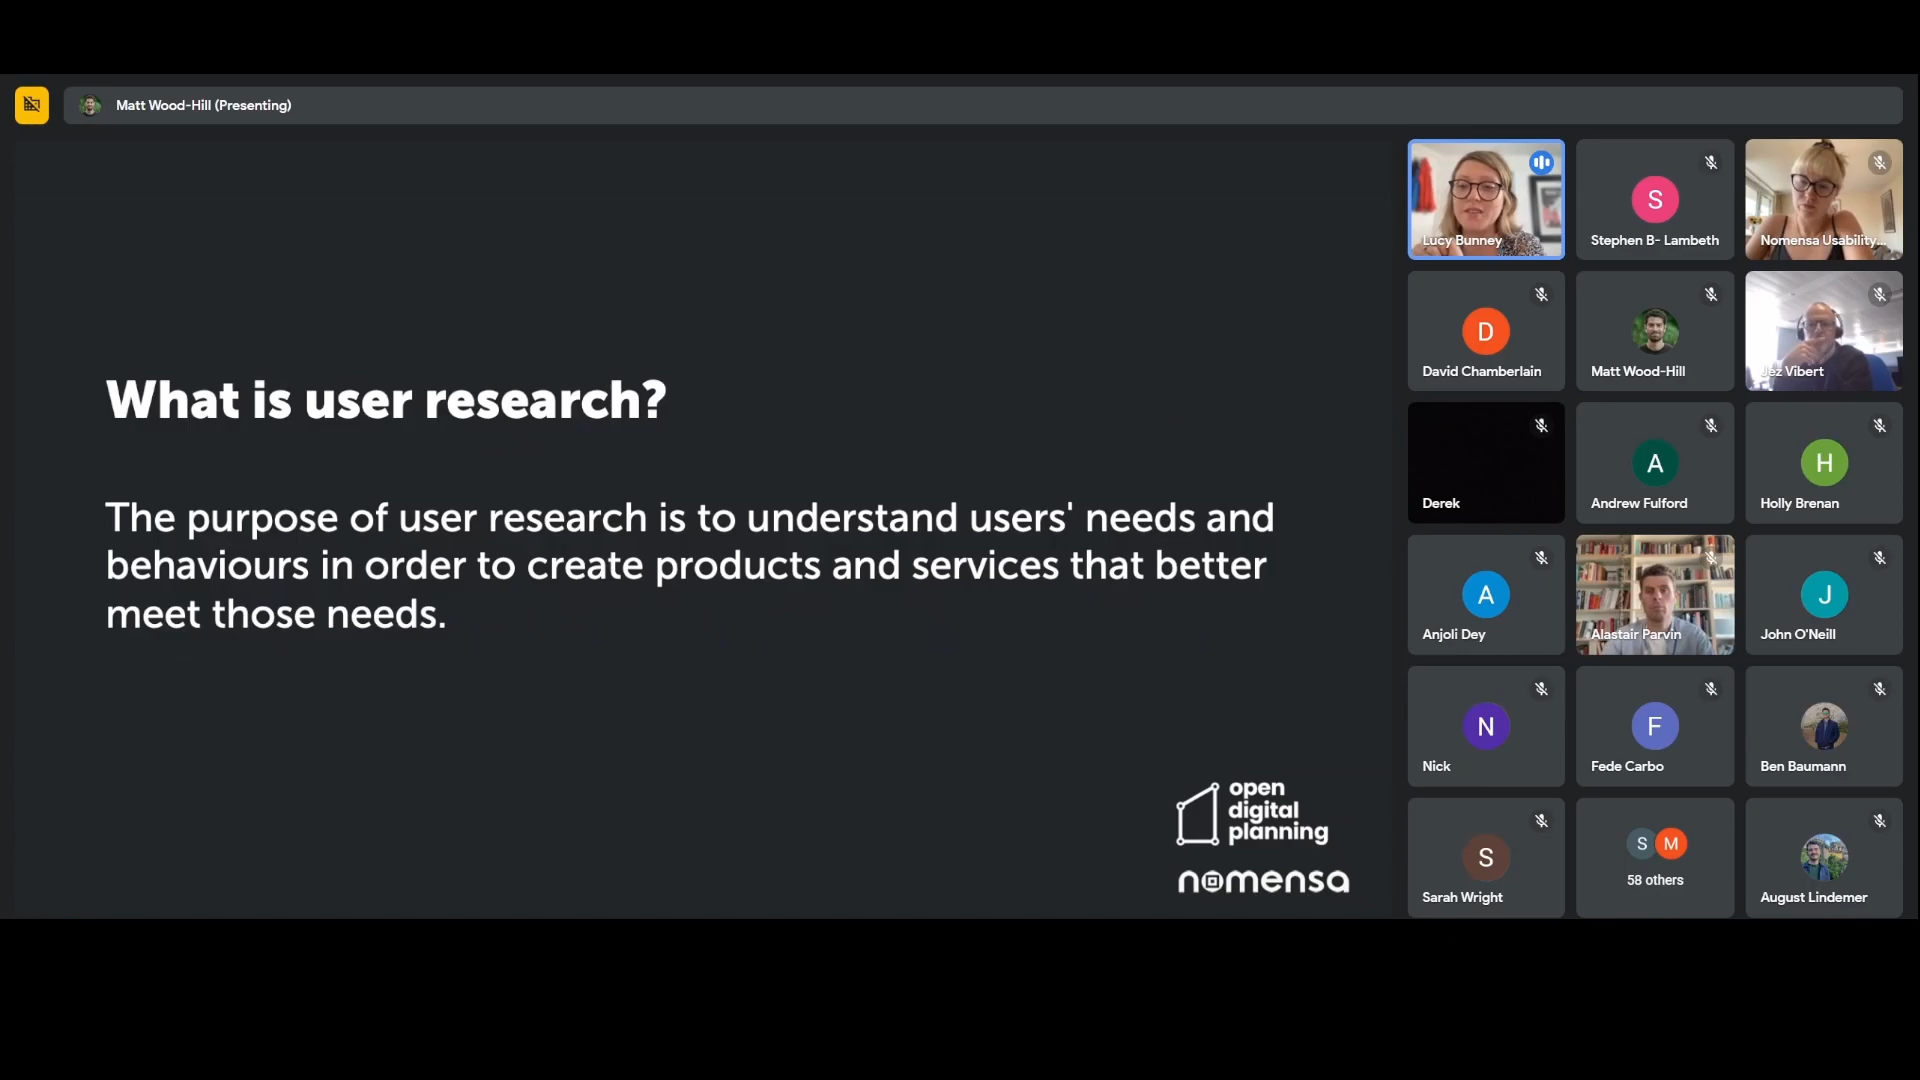 Matt Wood-Hill (Presenting)
What is user research?
The purpose of user research is to understand users' needs and
behaviours in order to create products and services that better
meet those needs.
open
digital
planning
nomensa
Lucy Bunney
S
Stephen B- Lambeth
Nomensa Usability...
D
David Chamberlain
Matt Wood-Hill
Jez Vibert
Derek
A
Andrew Fulford
H
Holly Brenan
A
Anjoli Dey
Alastair Parvin
J
John O'Neill
N
Nick
F
Fede Carbo
Ben Baumann
S
Sarah Wright
S M
58 others
August Lindemer